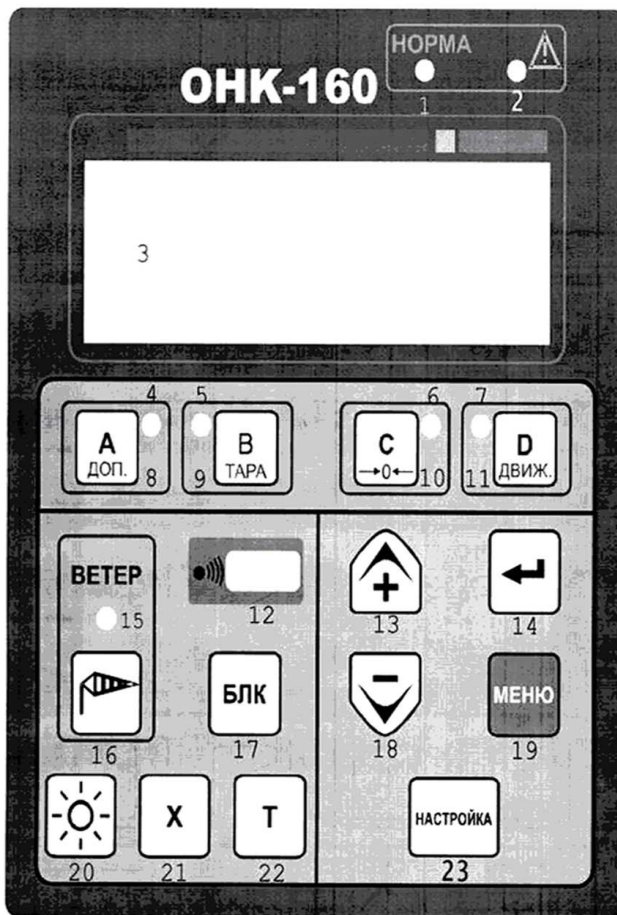 НОРМА
1 2
ОНК-160
3
4 5 6 7
A B C D
ДОП. ТАРА →0← ДВИЖ.
8 9 10 11
ВЕТЕР
15
12
13 14
БЛК МЕНЮ
16 17 18 19
X T НАСТРОЙКА
20 21 22 23